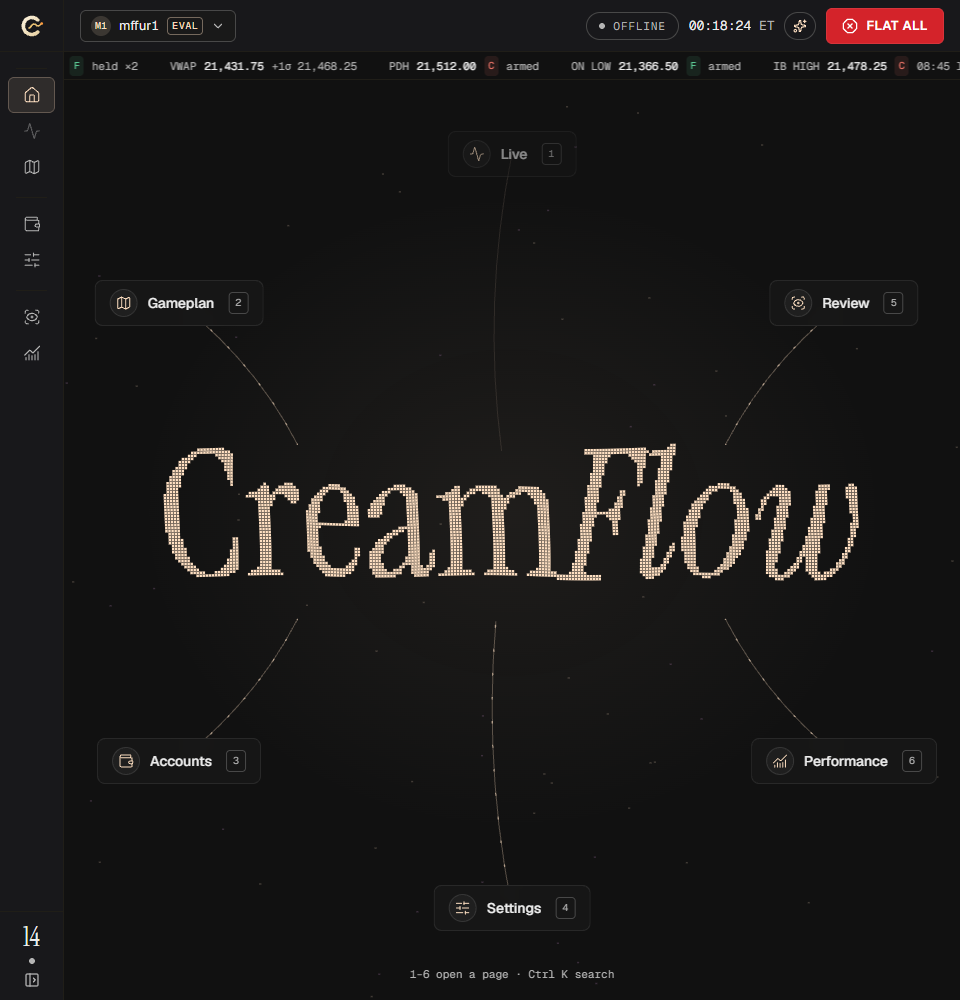 M1 mffur1 EVAL
OFFLINE 00:18:24 ET FLAT ALL
F held ×2 VWAP 21,431.75 +1σ 21,468.25 PDH 21,512.00 C armed ON LOW 21,366.50 F armed IB HIGH 21,478.25 C 08:45
Live 1
Gameplan 2
Review 5
CreamFlow
Accounts 3
Performance 6
Settings 4
14
1–6 open a page · Ctrl K search